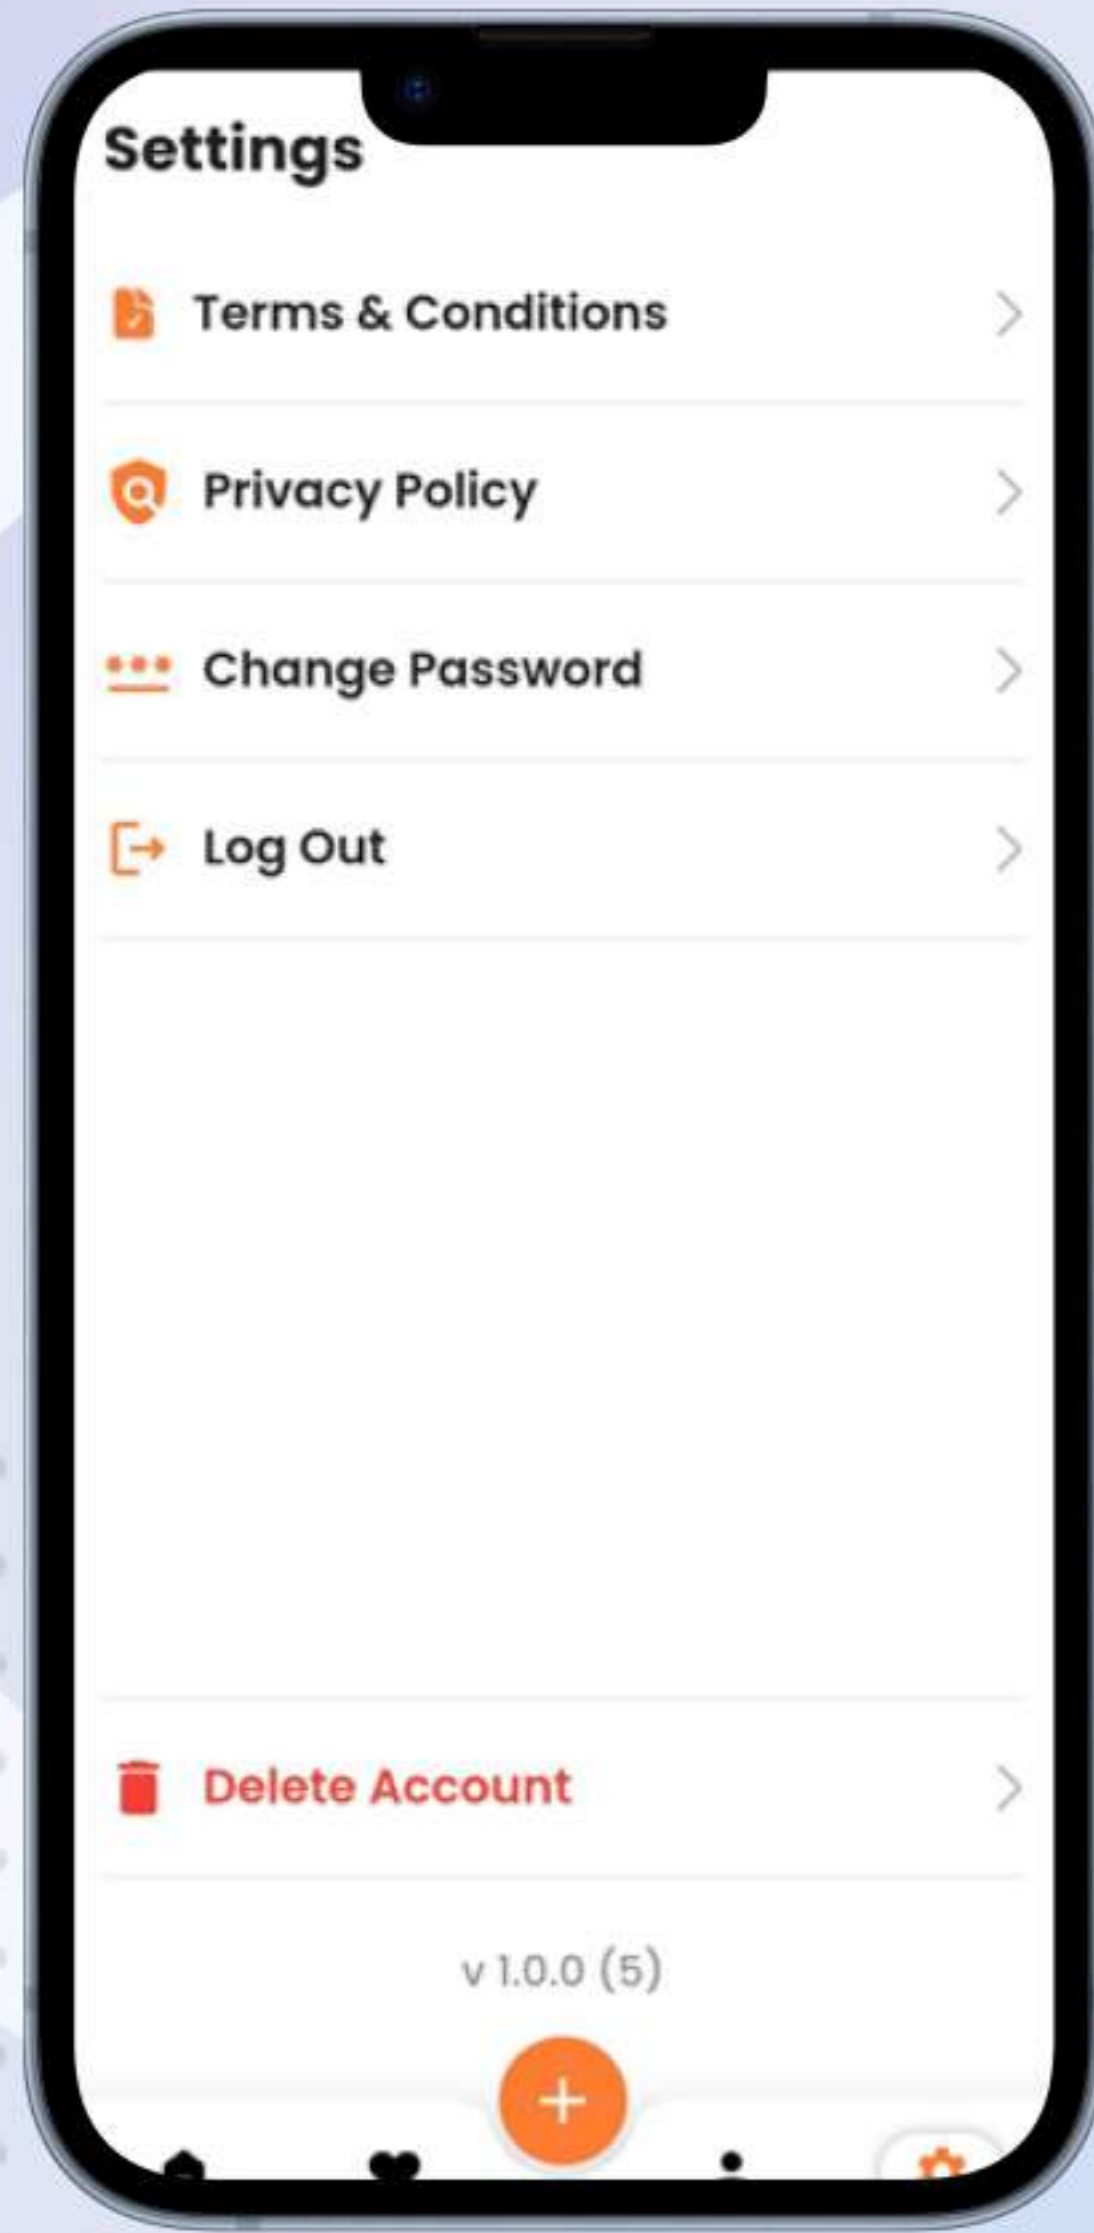 Settings
Terms & Conditions
Privacy Policy
Change Password
Log Out
Delete Account
v 1.0.0 (5)